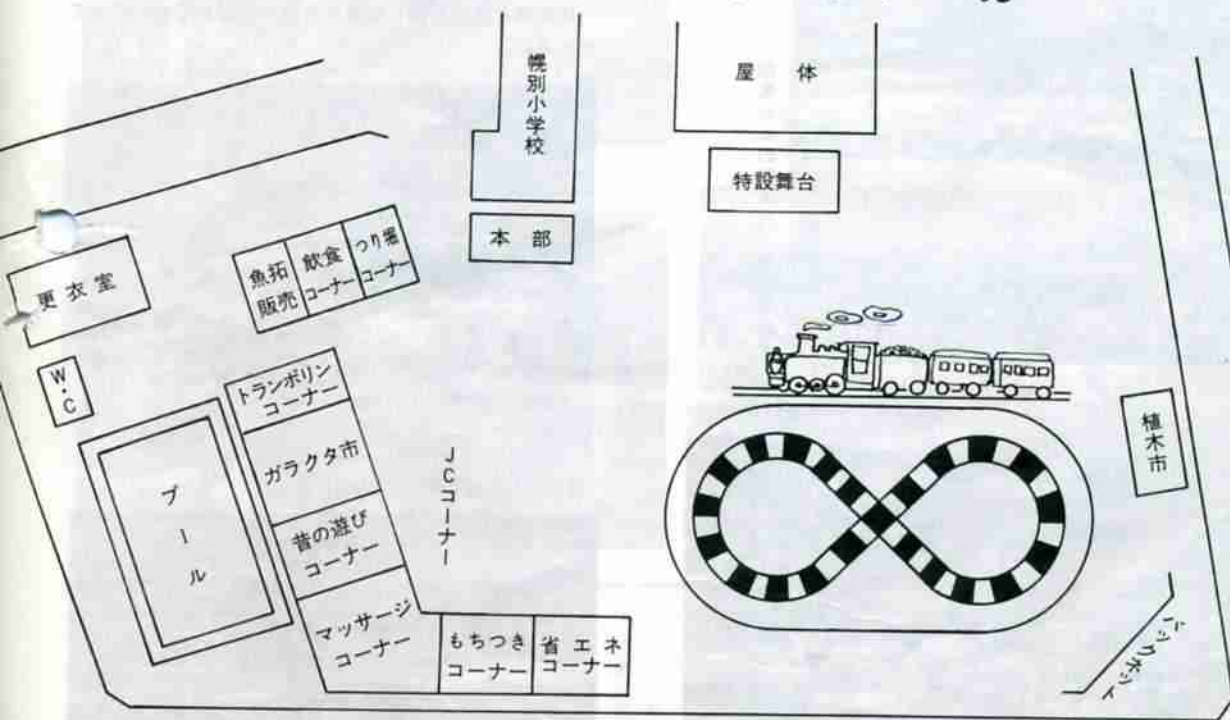 幌別小学校
屋体
特設舞台
本部
更衣室
魚拓
販売
飲食
コーナー
つり堀
コーナー
W・C
トランポリン
コーナー
ガラクタ市
昔の遊び
コーナー
マッサージ
コーナー
もちつき
コーナー
省エネ
コーナー
プール
JCコーナー
植木市
バックネット